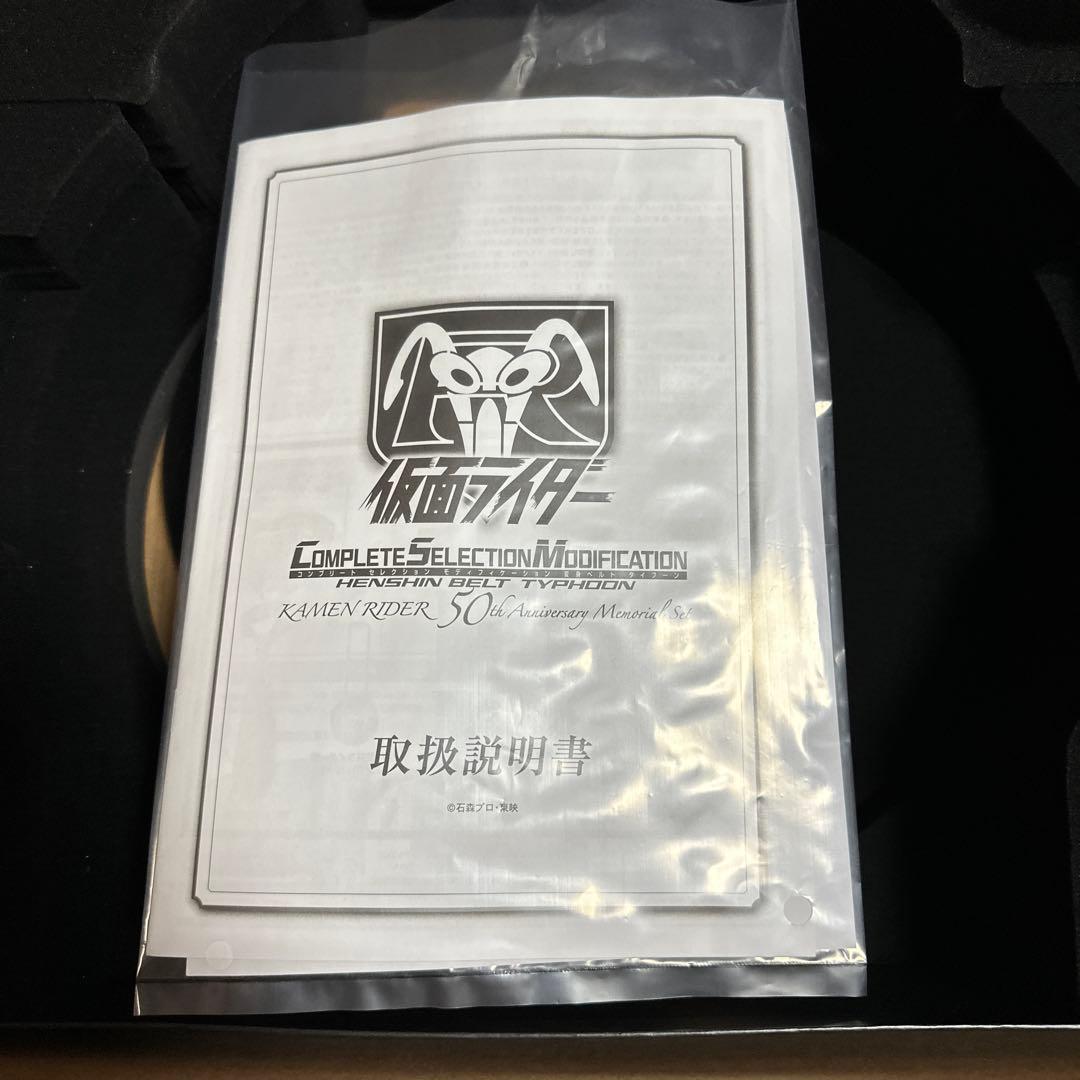 仮面ライダー
COMPLETE SELECTION MODIFICATION
コンプリート セレクション モディフィケーション 変身ベルト タイフーン
HENSHIN BELT TYPHOON
KAMEN RIDER 50th Anniversary Memorial Set
取扱説明書
©石森プロ・東映